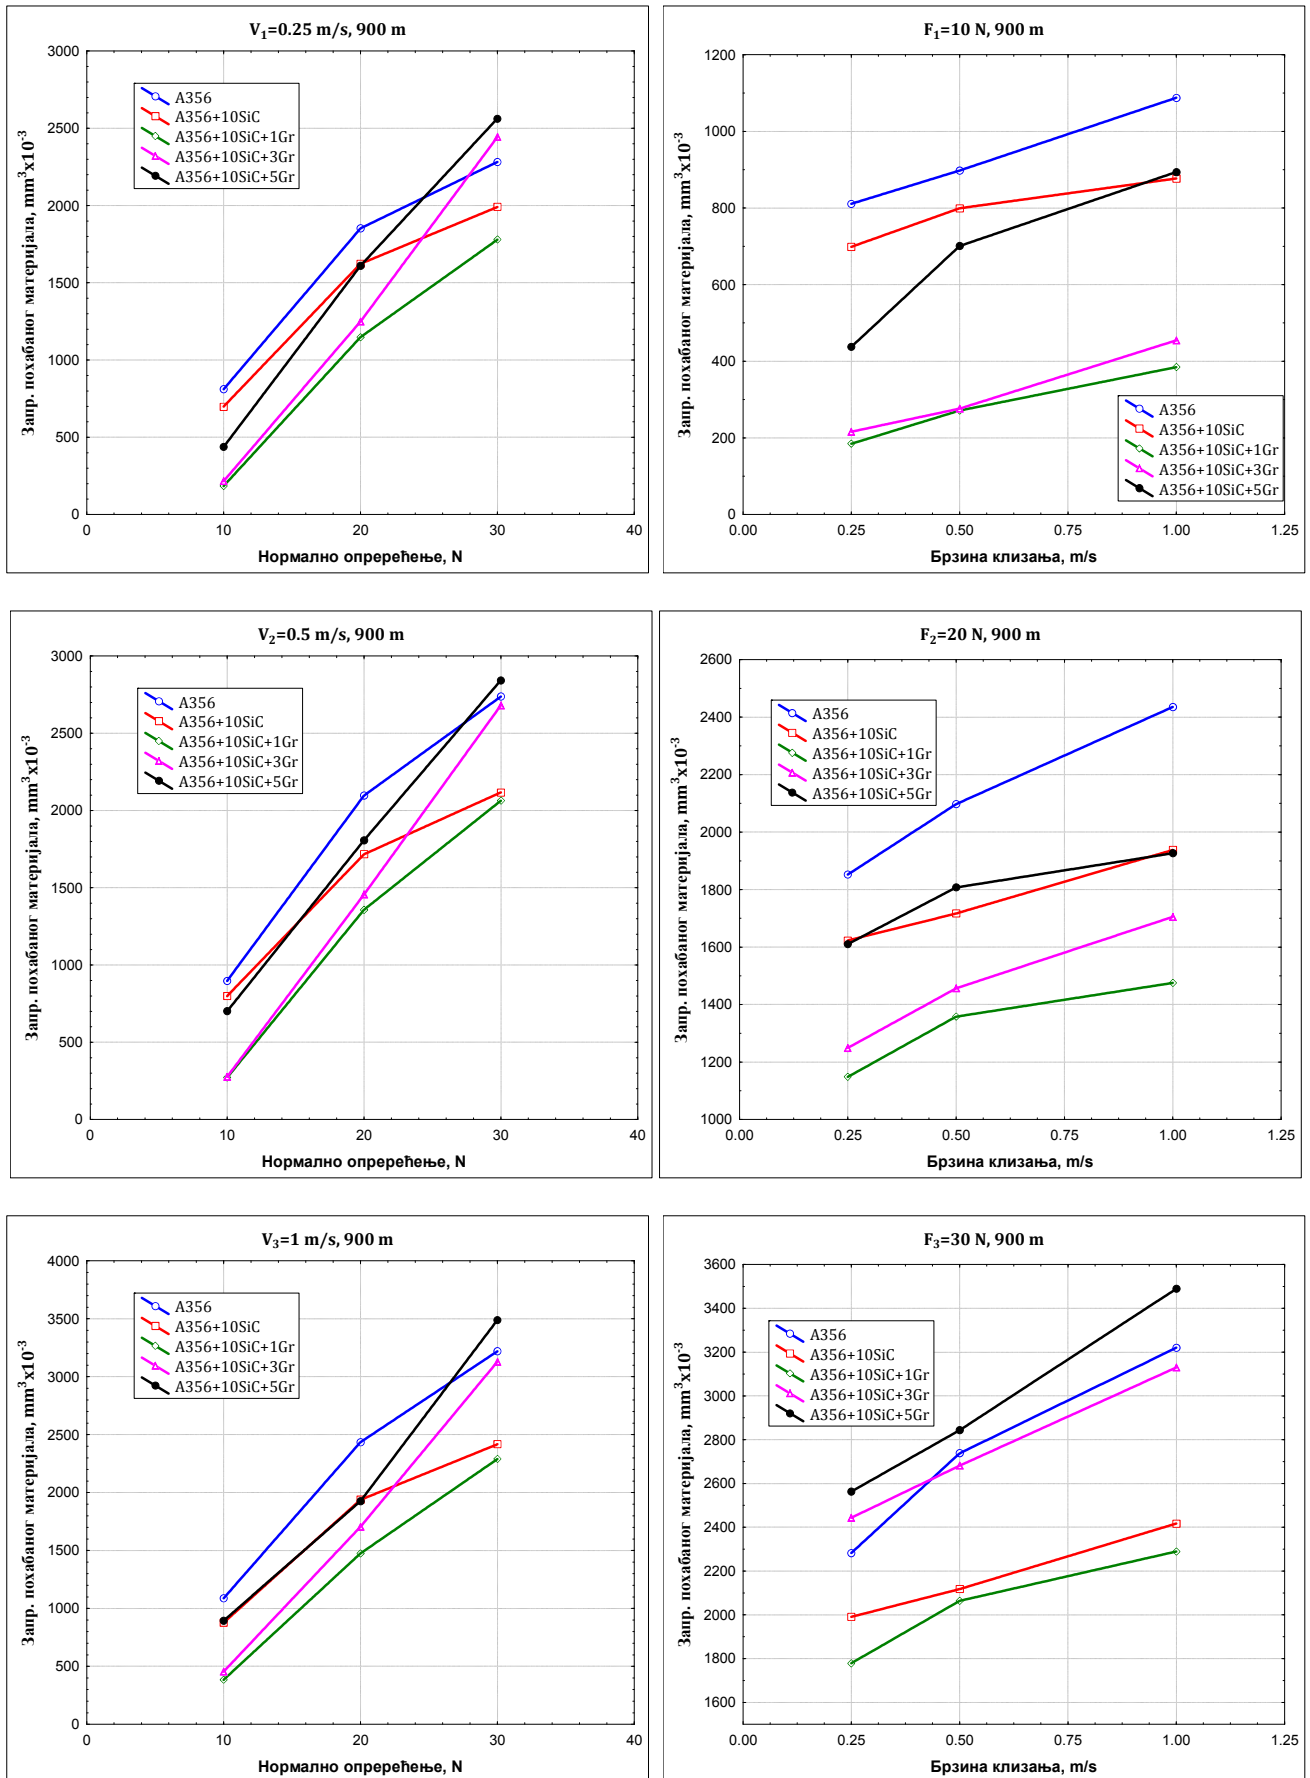 V₁=0.25 m/s, 900 m
Запр. похабаног материјала, mm³x10⁻³
3000
2500
2000
1500
1000
500
0
A356
A356+10SiC
A356+10SiC+1Gr
A356+10SiC+3Gr
A356+10SiC+5Gr
0 10 20 30 40
Нормално опререћење, N
F₁=10 N, 900 m
Запр. похабаног материјала, mm³x10⁻³
1200
1000
800
600
400
200
0
A356
A356+10SiC
A356+10SiC+1Gr
A356+10SiC+3Gr
A356+10SiC+5Gr
0.00 0.25 0.50 0.75 1.00 1.25
Брзина клизања, m/s
V₂=0.5 m/s, 900 m
Запр. похабаног материјала, mm³x10⁻³
3000
2500
2000
1500
1000
500
0
A356
A356+10SiC
A356+10SiC+1Gr
A356+10SiC+3Gr
A356+10SiC+5Gr
0 10 20 30 40
Нормално опререћење, N
F₂=20 N, 900 m
Запр. похабаног материјала, mm³x10⁻³
2600
2400
2200
2000
1800
1600
1400
1200
1000
A356
A356+10SiC
A356+10SiC+1Gr
A356+10SiC+3Gr
A356+10SiC+5Gr
0.00 0.25 0.50 0.75 1.00 1.25
Брзина клизања, m/s
V₃=1 m/s, 900 m
Запр. похабаног материјала, mm³x10⁻³
4000
3500
3000
2500
2000
1500
1000
500
0
A356
A356+10SiC
A356+10SiC+1Gr
A356+10SiC+3Gr
A356+10SiC+5Gr
0 10 20 30 40
Нормално опререћење, N
F₃=30 N, 900 m
Запр. похабаног материјала, mm³x10⁻³
3600
3400
3200
3000
2800
2600
2400
2200
2000
1800
1600
A356
A356+10SiC
A356+10SiC+1Gr
A356+10SiC+3Gr
A356+10SiC+5Gr
0.00 0.25 0.50 0.75 1.00 1.25
Брзина клизања, m/s